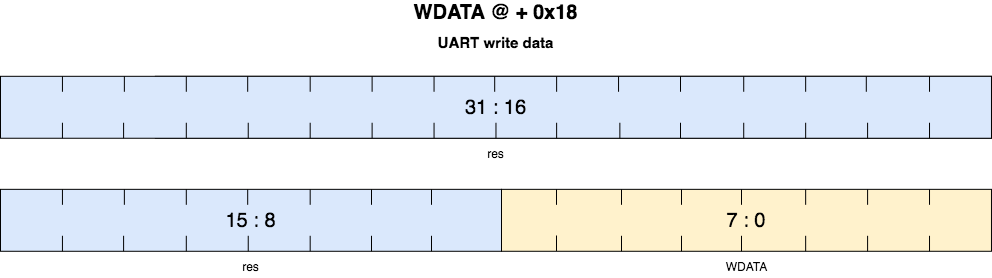 WDATA @ + 0x18
UART write data
31 : 16
res
15 : 8
7 : 0
res
WDATA